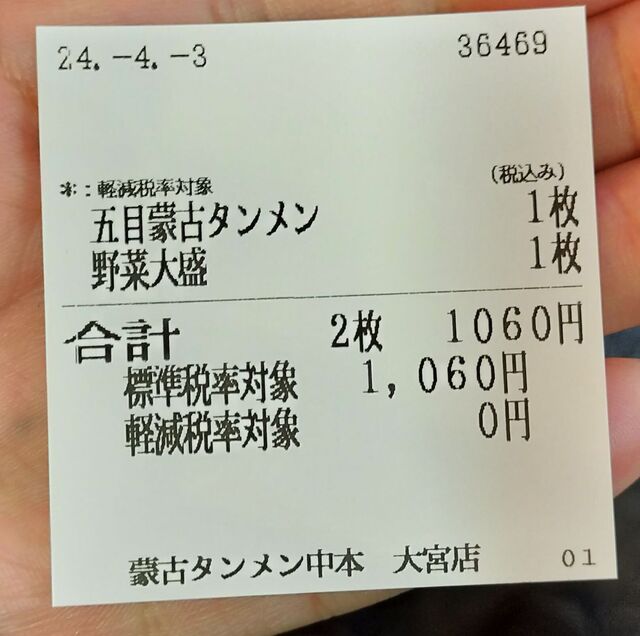 24.-4.-3 36469
*:軽減税率対象 (税込み)
五目蒙古タンメン 1枚
野菜大盛 1枚
合計 2枚 1060円
標準税率対象 1,060円
軽減税率対象 0円
蒙古タンメン中本 大宮店 01